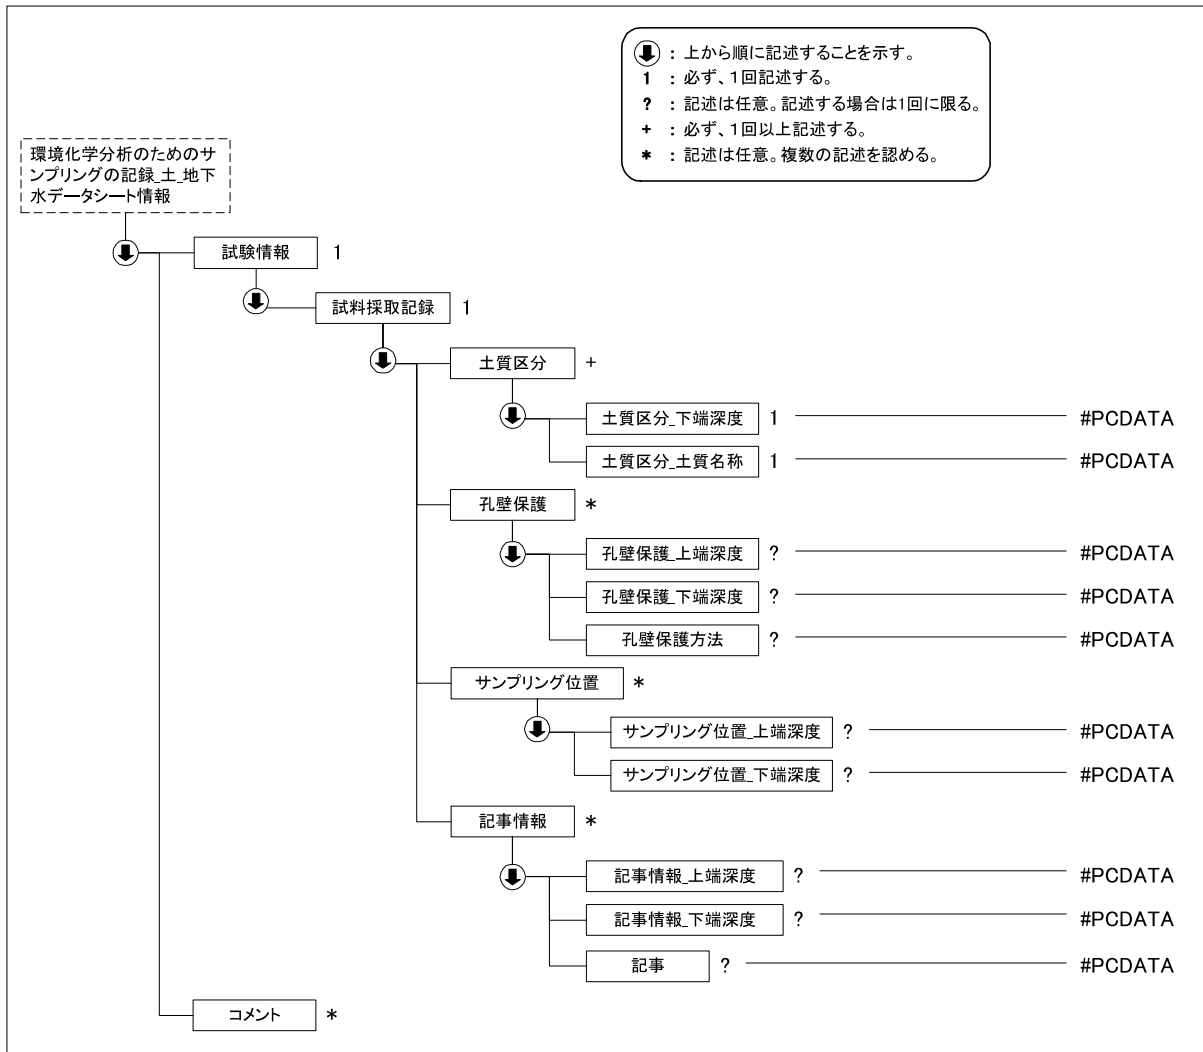 ： 上から順に記述することを示す。
1 ： 必ず、1回記述する。
? ： 記述は任意。記述する場合は1回に限る。
+ ： 必ず、1回以上記述する。
* ： 記述は任意。複数の記述を認める。
環境化学分析のためのサ
ンプリングの記録_土_地下
水データシート情報
試験情報 1
試料採取記録 1
土質区分 +
土質区分_下端深度 1 #PCDATA
土質区分_土質名称 1 #PCDATA
孔壁保護 *
孔壁保護_上端深度 ? #PCDATA
孔壁保護_下端深度 ? #PCDATA
孔壁保護方法 ? #PCDATA
サンプリング位置 *
サンプリング位置_上端深度 ? #PCDATA
サンプリング位置_下端深度 ? #PCDATA
記事情報 *
記事情報_上端深度 ? #PCDATA
記事情報_下端深度 ? #PCDATA
記事 ? #PCDATA
コメント *